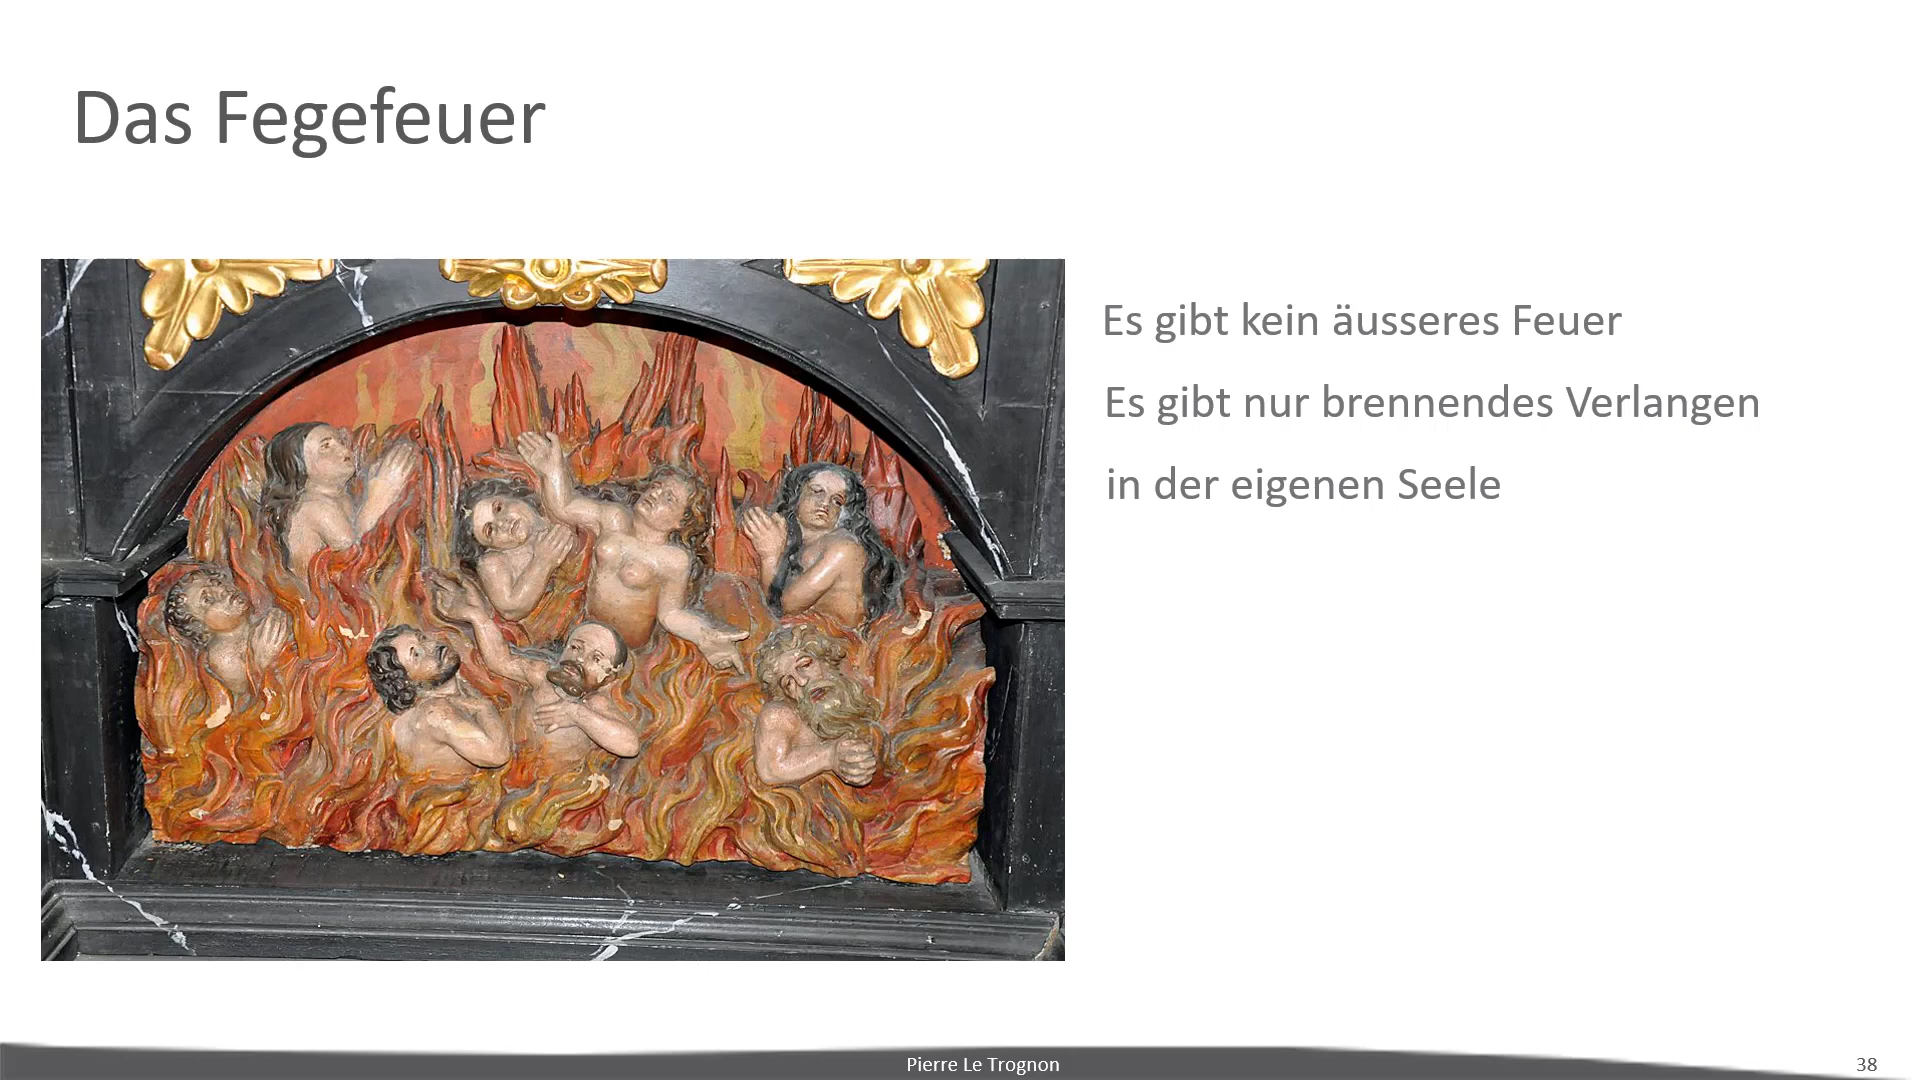 Das Fegefeuer
Es gibt kein äusseres Feuer
Es gibt nur brennendes Verlangen
in der eigenen Seele
Pierre Le Trognon
38